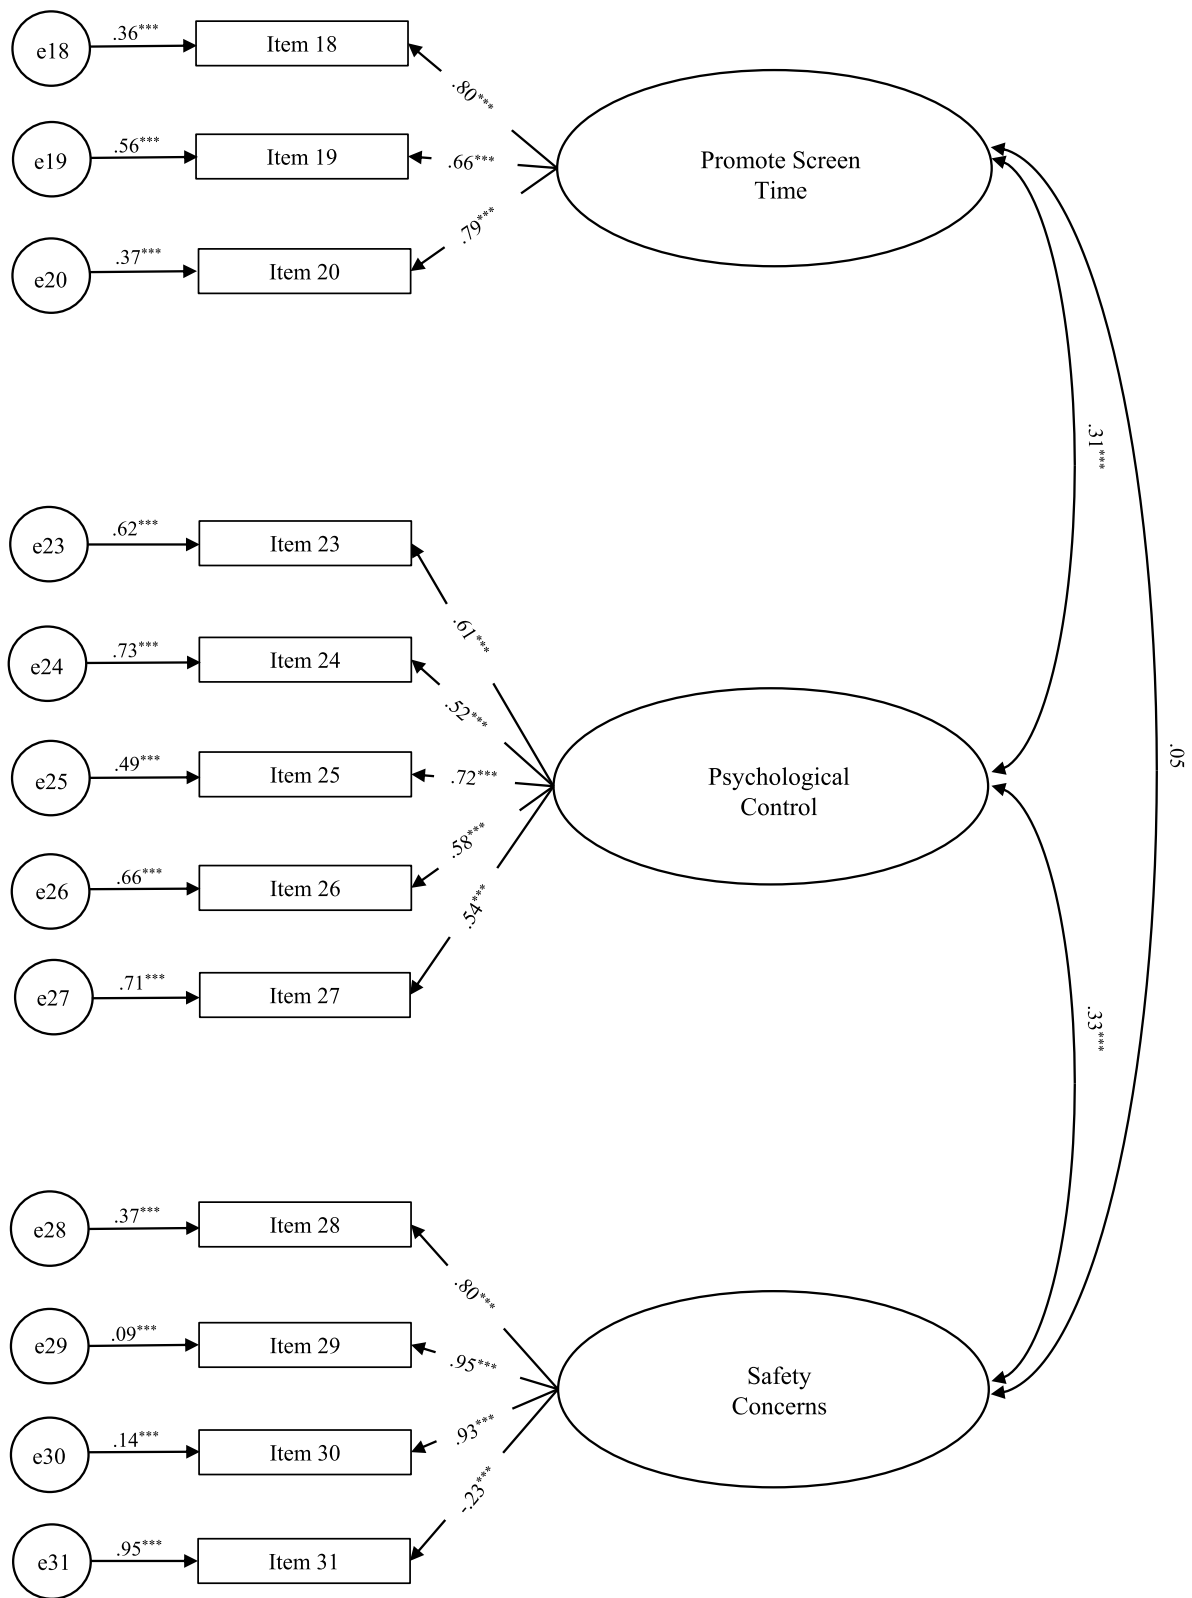 e18
.36***
Item 18
.80***
e19
.56***
Item 19
.66***
e20
.37***
Item 20
.79***
Promote Screen
Time
.31***
e23
.62***
Item 23
.61***
e24
.73***
Item 24
.52***
e25
.49***
Item 25
.72***
e26
.66***
Item 26
.58***
e27
.71***
Item 27
.54***
Psychological
Control
.05
.33***
e28
.37***
Item 28
.80***
e29
.09***
Item 29
.95***
e30
.14***
Item 30
.93***
e31
.95***
Item 31
-.23***
Safety
Concerns